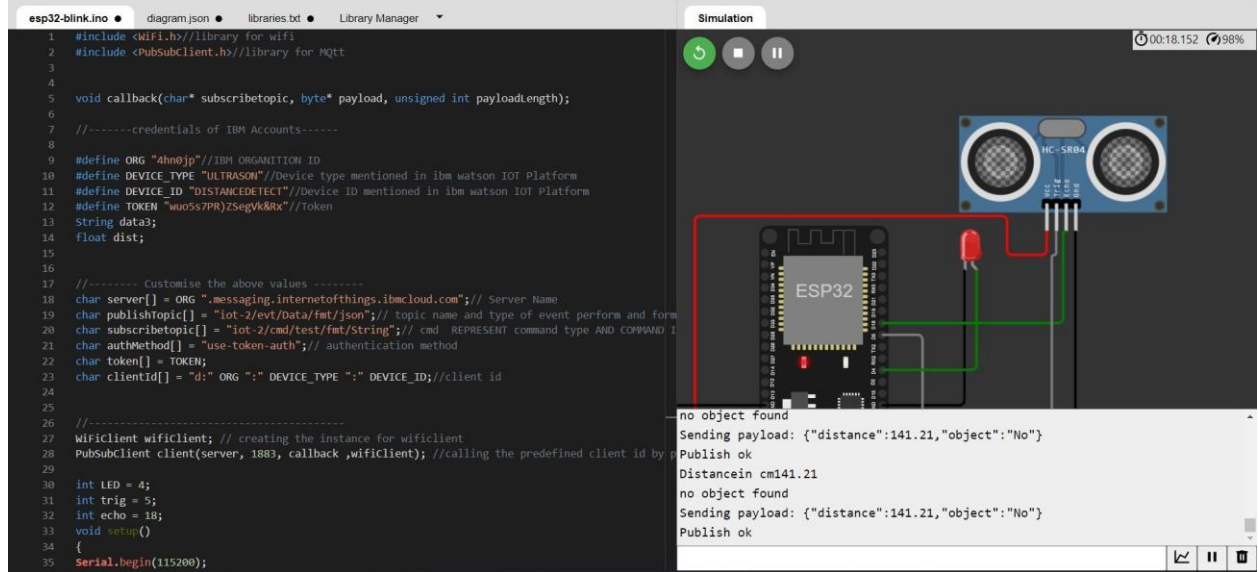 esp32-blink.ino ● diagram.json ● libraries.txt ● Library Manager
Simulation
00:18.152 98%
1 #include <WiFi.h>//library for wifi
2 #include <PubSubClient.h>//library for MQtt
3
4
5 void callback(char* subscribetopic, byte* payload, unsigned int payloadLength);
6
7 //-------credentials of IBM Accounts------
8
9 #define ORG "4hn0jp"//IBM ORGANITION ID
10 #define DEVICE_TYPE "ULTRASON"//Device type mentioned in ibm watson IOT Platform
11 #define DEVICE_ID "DISTANCEDETECT"//Device ID mentioned in ibm watson IOT Platform
12 #define TOKEN "wuo5s7PR)ZSegVk&Rx"//Token
13 String data3;
14 float dist;
15
16
17 //-------- Customise the above values --------
18 char server[] = ORG ".messaging.internetofthings.ibmcloud.com";// Server Name
19 char publishTopic[] = "iot-2/evt/Data/fmt/json";// topic name and type of event perform and form
20 char subscribetopic[] = "iot-2/cmd/test/fmt/String";// cmd REPRESENT command type AND COMMAND I
21 char authMethod[] = "use-token-auth";// authentication method
22 char token[] = TOKEN;
23 char clientId[] = "d:" ORG ":" DEVICE_TYPE ":" DEVICE_ID;//client id
24
25
26 //-----------------------------------------
27 WiFiClient wifiClient; // creating the instance for wificlient
28 PubSubClient client(server, 1883, callback ,wifiClient); //calling the predefined client id by p
29
30 int LED = 4;
31 int trig = 5;
32 int echo = 18;
33 void setup()
34 {
35 Serial.begin(115200);
HC-SR04
Vcc
Trig
Echo
Gnd
ESP32
no object found
Sending payload: {"distance":141.21,"object":"No"}
Publish ok
Distancein cm141.21
no object found
Sending payload: {"distance":141.21,"object":"No"}
Publish ok